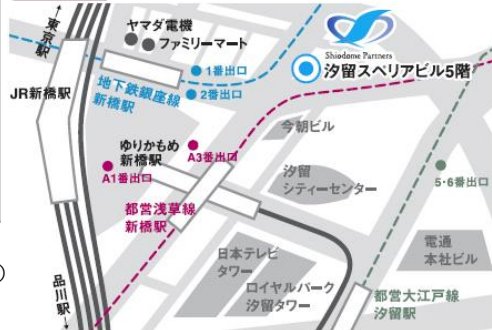 ↑東京駅
ヤマダ電機
ファミリーマート
Shiodome Partners
汐留スペリアビル5階
1番出口
2番出口
地下鉄銀座線
新橋駅
JR新橋駅
今朝ビル
ゆりかもめ
新橋駅
A3番出口
A1番出口
汐留
シティーセンター
5・6番出口
都営浅草線
新橋駅
日本テレビ
タワー
電通
本社ビル
ロイヤルパーク
汐留タワー
都営大江戸線
汐留駅
品川駅↓